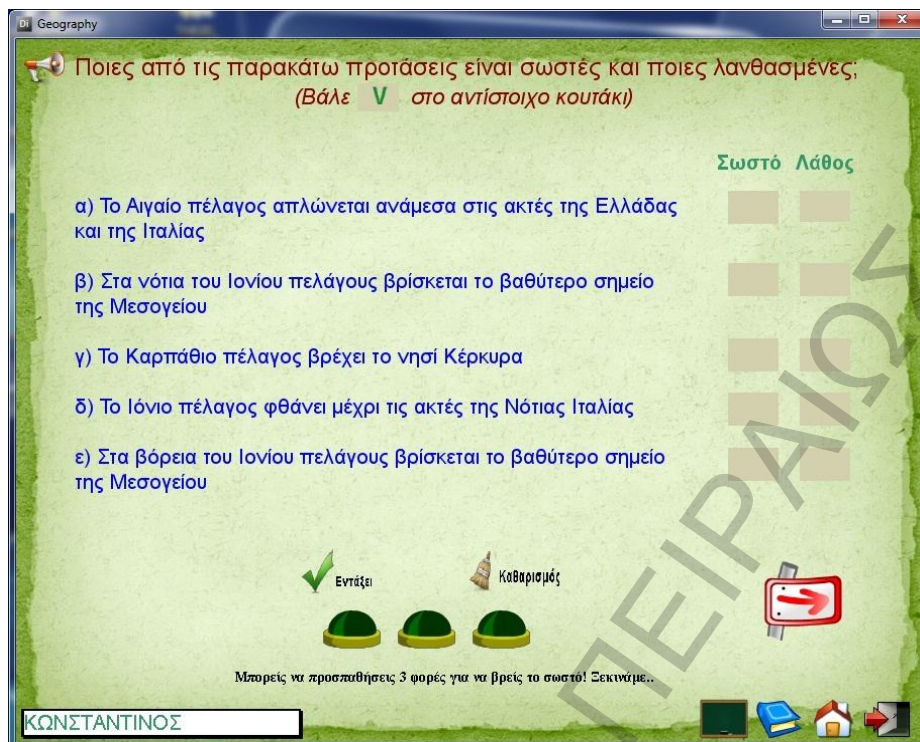 Di Geography
Ποιες από τις παρακάτω προτάσεις είναι σωστές και ποιες λανθασμένες;
(Βάλε V στο αντίστοιχο κουτάκι)
Σωστό Λάθος
α) Το Αιγαίο πέλαγος απλώνεται ανάμεσα στις ακτές της Ελλάδας
και της Ιταλίας
β) Στα νότια του Ιονίου πελάγους βρίσκεται το βαθύτερο σημείο
της Μεσογείου
γ) Το Καρπάθιο πέλαγος βρέχει το νησί Κέρκυρα
δ) Το Ιόνιο πέλαγος φθάνει μέχρι τις ακτές της Νότιας Ιταλίας
ε) Στα βόρεια του Ιονίου πελάγους βρίσκεται το βαθύτερο σημείο
της Μεσογείου
Εντάξει Καθαρισμός
Μπορείς να προσπαθήσεις 3 φορές για να βρείς το σωστό! Ξεκινάμε..
ΚΩΝΣΤΑΝΤΙΝΟΣ
ΠΕΙΡΑΙΩΣ